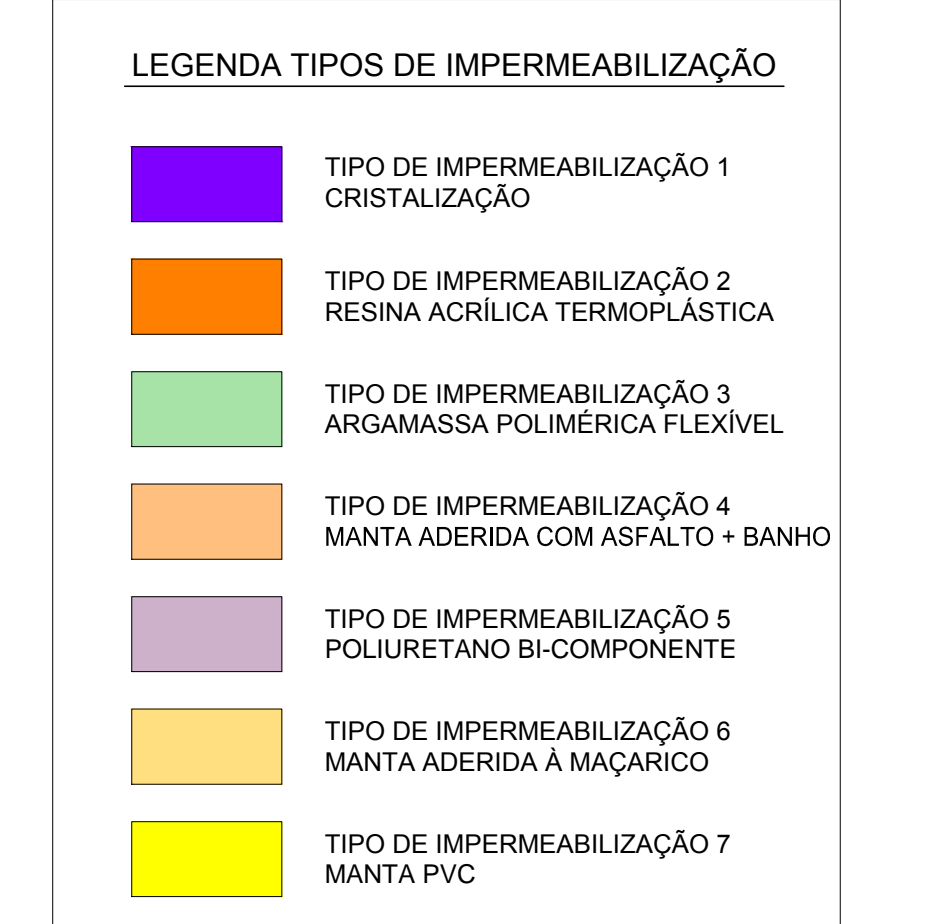 LEGENDA TIPOS DE IMPERMEABILIZAÇÃO
TIPO DE IMPERMEABILIZAÇÃO 1
CRISTALIZAÇÃO
TIPO DE IMPERMEABILIZAÇÃO 2
RESINA ACRÍLICA TERMOPLÁSTICA
TIPO DE IMPERMEABILIZAÇÃO 3
ARGAMASSA POLIMÉRICA FLEXÍVEL
TIPO DE IMPERMEABILIZAÇÃO 4
MANTA ADERIDA COM ASFALTO + BANHO
TIPO DE IMPERMEABILIZAÇÃO 5
POLIURETANO BI-COMPONENTE
TIPO DE IMPERMEABILIZAÇÃO 6
MANTA ADERIDA À MAÇARICO
TIPO DE IMPERMEABILIZAÇÃO 7
MANTA PVC